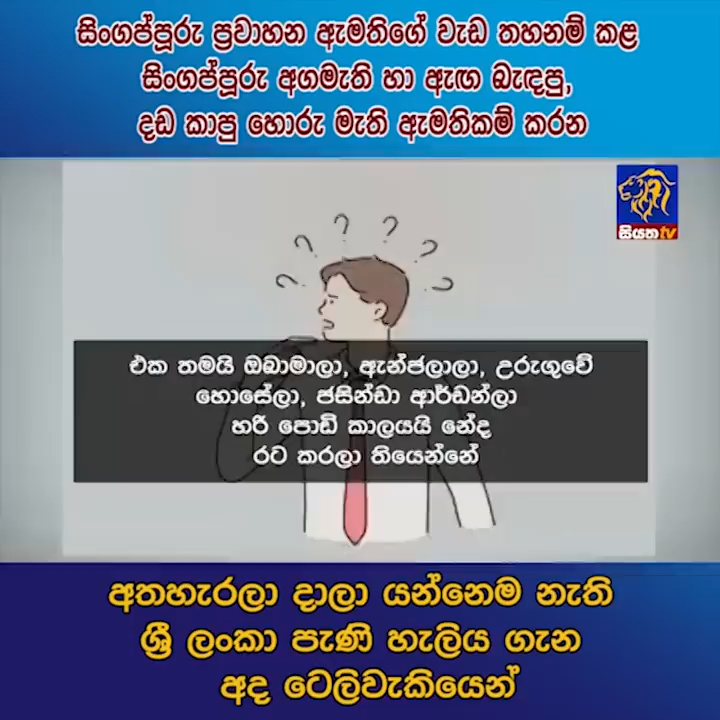 සිංගප්පූරු ප්‍රවාහන ඇමතිගේ වැඩ තහනම් කළ
සිංගප්පූරු අගමැති හා ඇඟ බැඳපු,
දඩ කාපු හොරු මැති ඇමතිකම් කරන
සියත tv
? ? ? ? ? ?
එක තමයි ඔබාමාලා, ඇන්ජලාලා, උරුගුවේ
හොසේලා, ජසින්ඩා ආර්ඩන්ලා
හරි පොඩි කාලයයි නේද
රට කරලා තියෙන්නේ
අතහැරලා දාලා යන්නෙම නැති
ශ්‍රී ලංකා පැණි හැලිය ගැන
අද ටෙලිවැකියෙන්